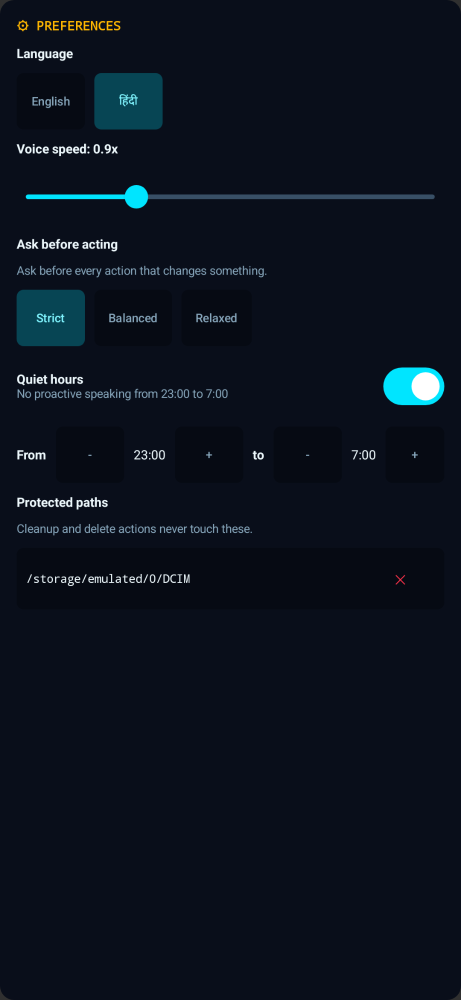 ⚙ PREFERENCES
Language
English हिंदी
Voice speed: 0.9x
Ask before acting
Ask before every action that changes something.
Strict Balanced Relaxed
Quiet hours
No proactive speaking from 23:00 to 7:00
From - 23:00 + to - 7:00 +
Protected paths
Cleanup and delete actions never touch these.
/storage/emulated/0/DCIM